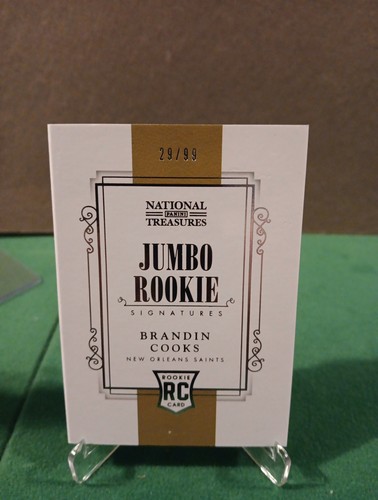 29/99
NATIONAL
PANINI
TREASURES
JUMBO
ROOKIE
SIGNATURES
BRANDIN
COOKS
NEW ORLEANS SAINTS
ROOKIE
RC
CARD